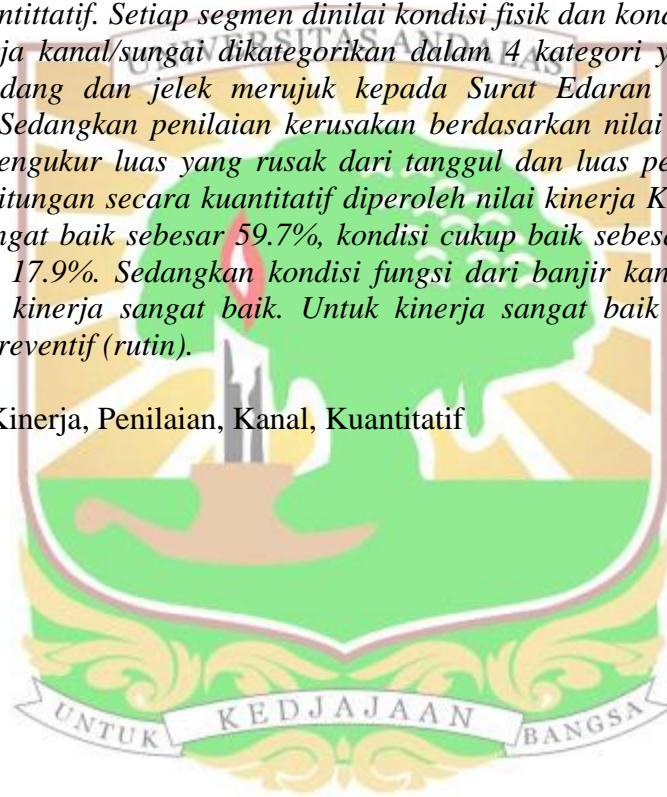 ntittatif. Setiap segmen dinilai kondisi fisik dan kon
UNIVERSITAS ANDALAS
ja kanal/sungai dikategorikan dalam 4 kategori y
dang dan jelek merujuk kepada Surat Edaran
Sedangkan penilaian kerusakan berdasarkan nilai
engukur luas yang rusak dari tanggul dan luas pe
itungan secara kuantitatif diperoleh nilai kinerja K
ngat baik sebesar 59.7%, kondisi cukup baik sebesa
17.9%. Sedangkan kondisi fungsi dari banjir kan
kinerja sangat baik. Untuk kinerja sangat baik
reventif (rutin).
Kinerja, Penilaian, Kanal, Kuantitatif
UNTUK KEDJAJAAN BANGSA